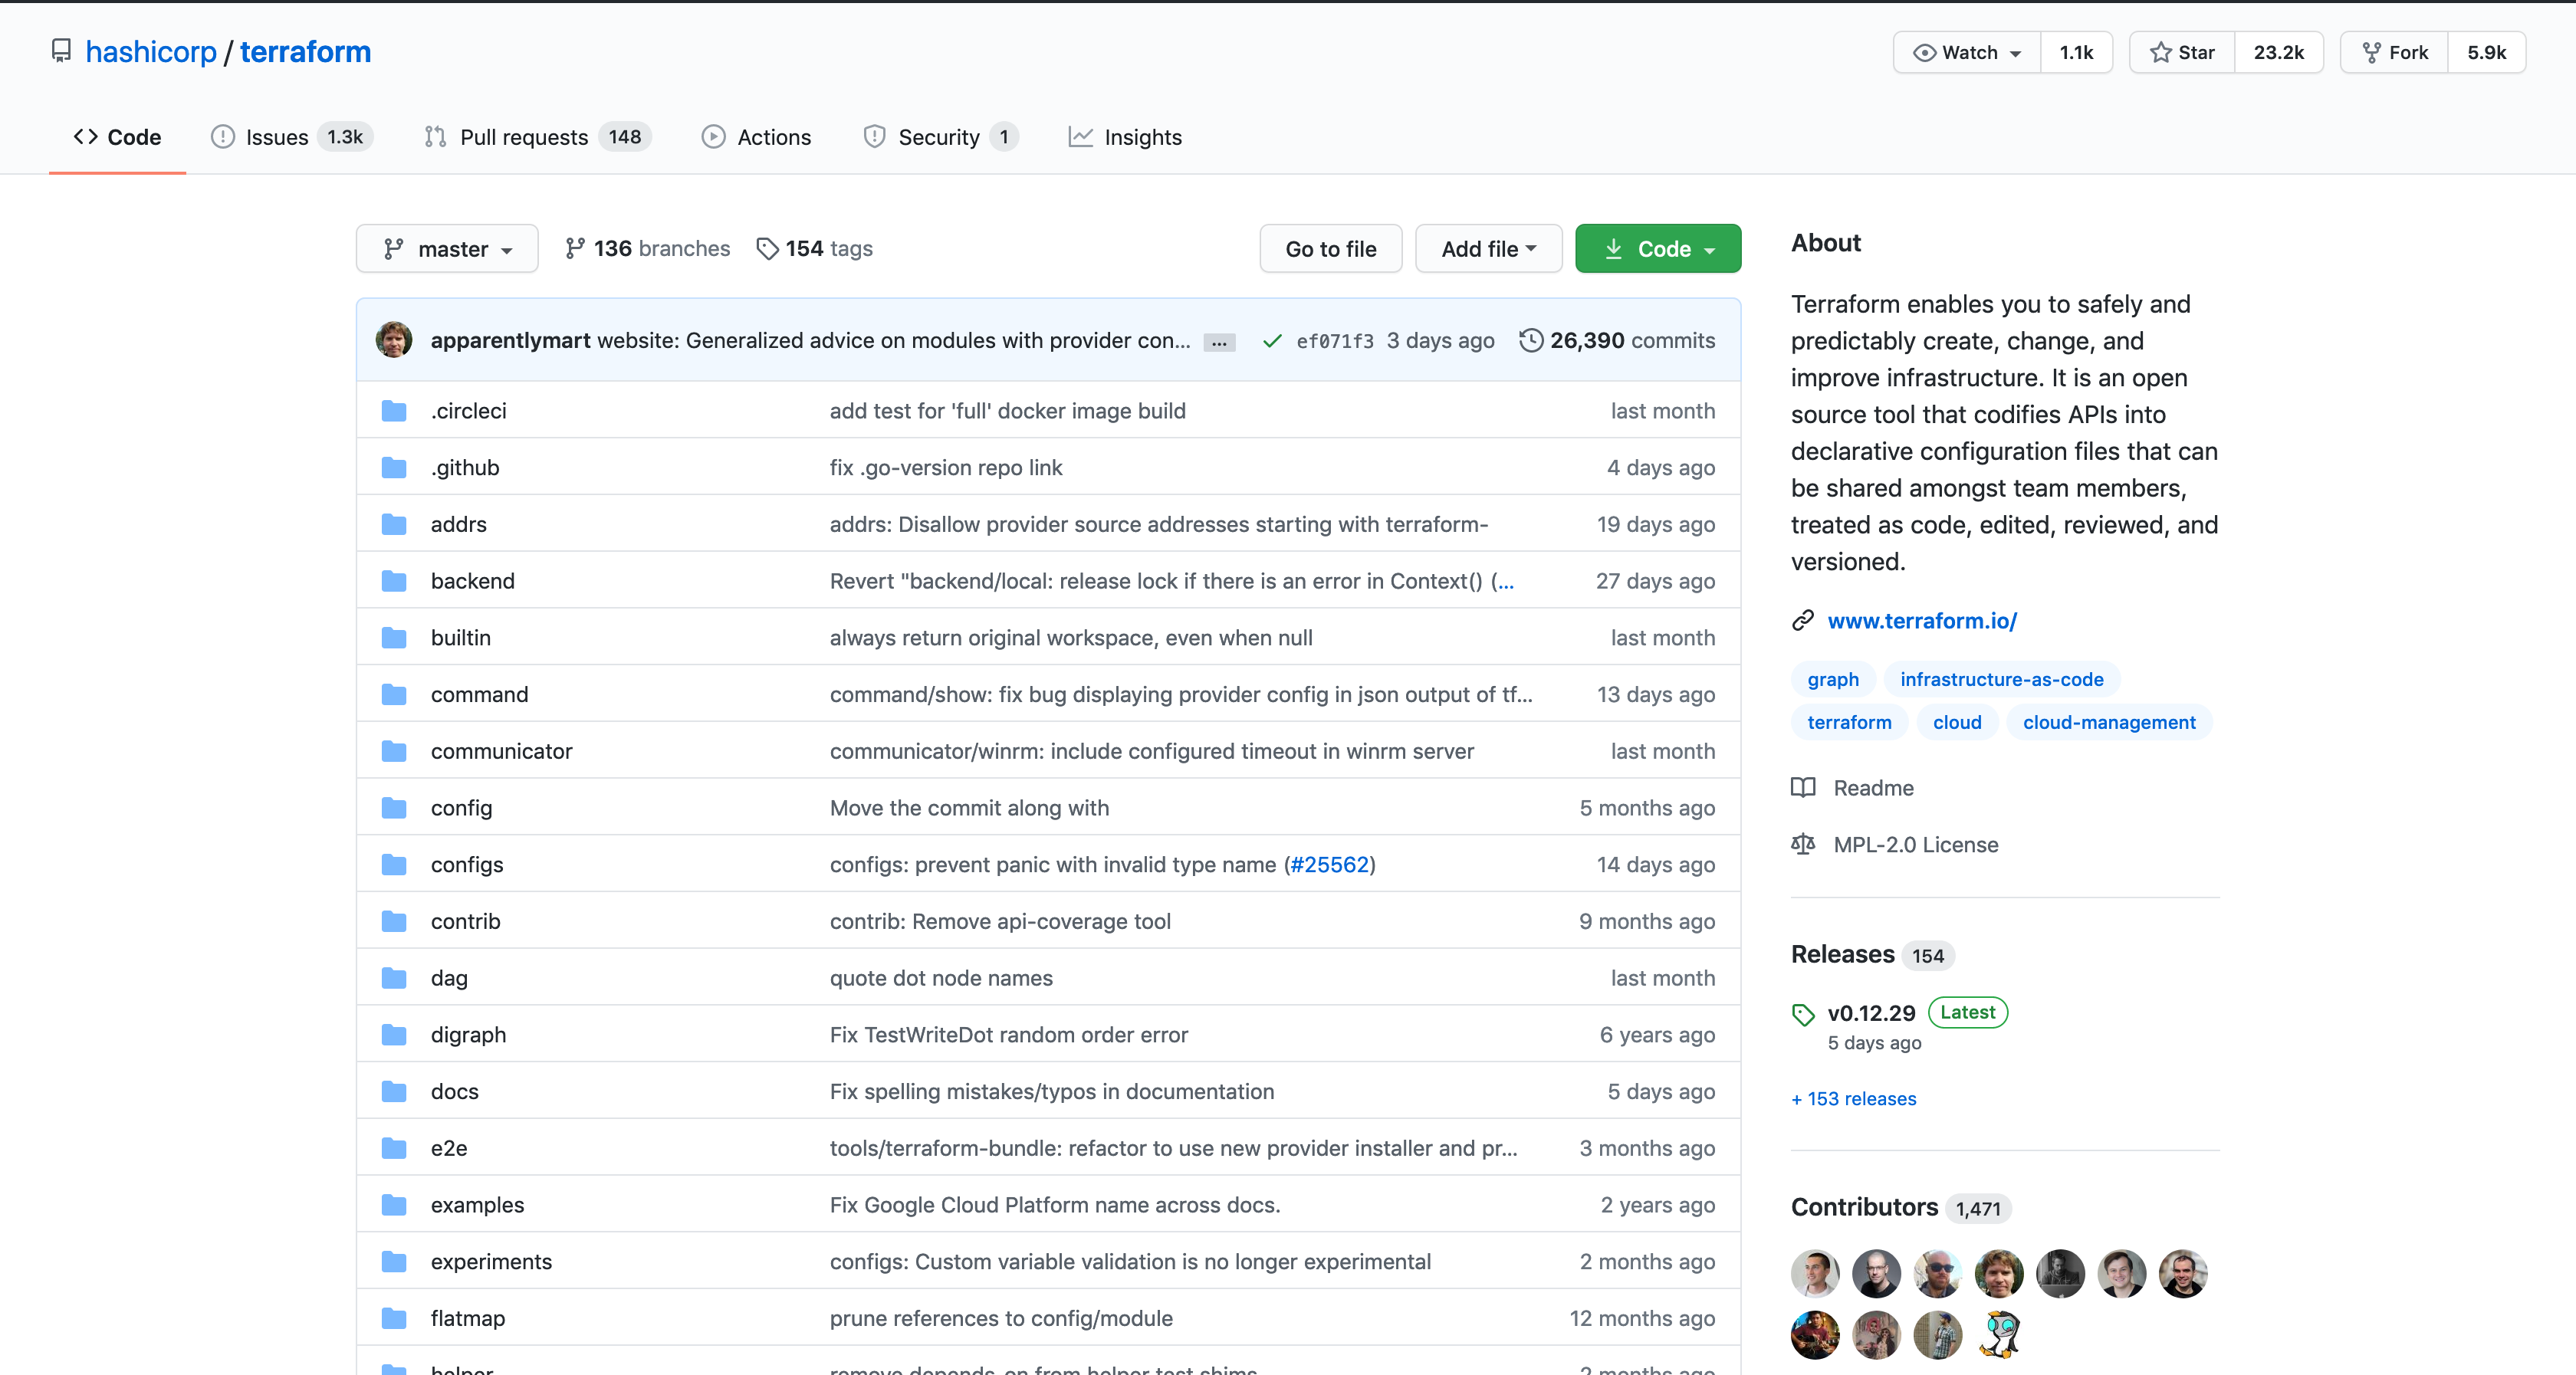 hashicorp / terraform
Watch 1.1k Star 23.2k Fork 5.9k
Code Issues 1.3k Pull requests 148 Actions Security 1 Insights
master 136 branches 154 tags Go to file Add file Code
apparentlymart website: Generalized advice on modules with provider con... ... ef071f3 3 days ago 26,390 commits
.circleci add test for 'full' docker image build last month
.github fix .go-version repo link 4 days ago
addrs addrs: Disallow provider source addresses starting with terraform- 19 days ago
backend Revert "backend/local: release lock if there is an error in Context() (... 27 days ago
builtin always return original workspace, even when null last month
command command/show: fix bug displaying provider config in json output of tf... 13 days ago
communicator communicator/winrm: include configured timeout in winrm server last month
config Move the commit along with 5 months ago
configs configs: prevent panic with invalid type name (#25562) 14 days ago
contrib contrib: Remove api-coverage tool 9 months ago
dag quote dot node names last month
digraph Fix TestWriteDot random order error 6 years ago
docs Fix spelling mistakes/typos in documentation 5 days ago
e2e tools/terraform-bundle: refactor to use new provider installer and pr... 3 months ago
examples Fix Google Cloud Platform name across docs. 2 years ago
experiments configs: Custom variable validation is no longer experimental 2 months ago
flatmap prune references to config/module 12 months ago
helper remove depends_on from helper test shims 2 months ago
About
Terraform enables you to safely and
predictably create, change, and
improve infrastructure. It is an open
source tool that codifies APIs into
declarative configuration files that can
be shared amongst team members,
treated as code, edited, reviewed, and
versioned.
www.terraform.io/
graph infrastructure-as-code
terraform cloud cloud-management
Readme
MPL-2.0 License
Releases 154
v0.12.29 Latest
5 days ago
+ 153 releases
Contributors 1,471